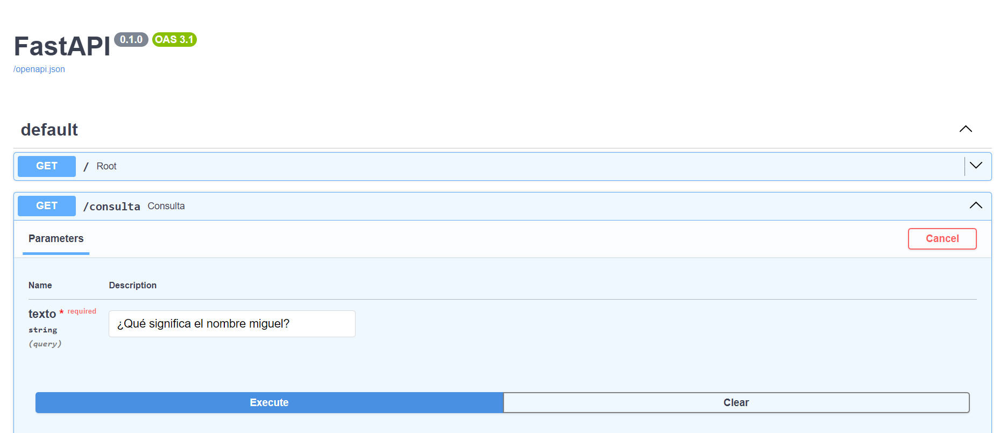 FastAPI 0.1.0 OAS 3.1
/openapi.json
default
GET / Root
GET /consulta Consulta
Parameters Cancel
Name Description
texto * required ¿Qué significa el nombre miguel?
string
(query)
Execute Clear